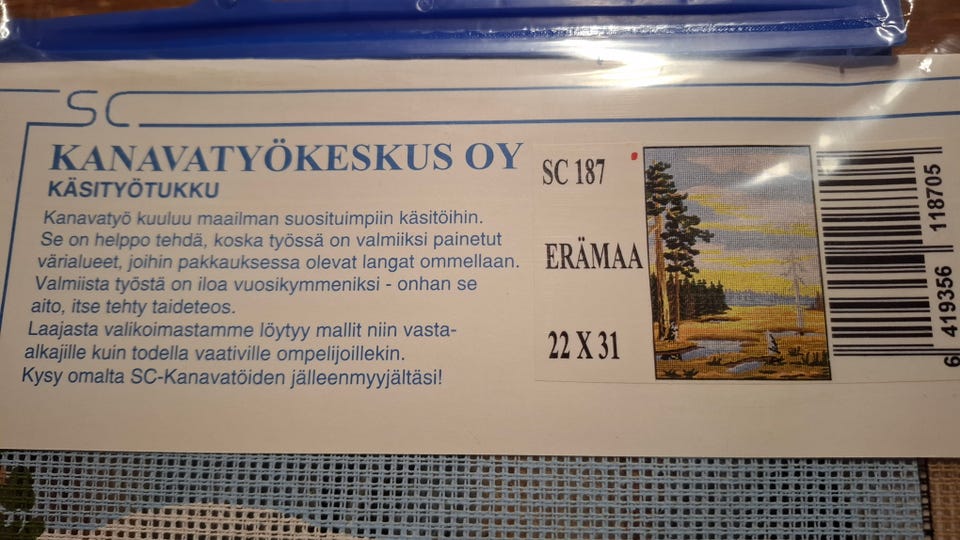 SC
KANAVATYÖKESKUS OY
KÄSITYÖTUKKU
Kanavatyö kuuluu maailman suosituimpiin käsitöihin.
Se on helppo tehdä, koska työssä on valmiiksi painetut
värialueet, joihin pakkauksessa olevat langat ommellaan.
Valmiista työstä on iloa vuosikymmeniksi - onhan se
aito, itse tehty taideteos.
Laajasta valikoimastamme löytyy mallit niin vasta-
alkajille kuin todella vaativille ompelijoillekin.
Kysy omalta SC-Kanavatöiden jälleenmyyjältäsi!
SC 187
ERÄMAA
22 X 31
6 419356 118705